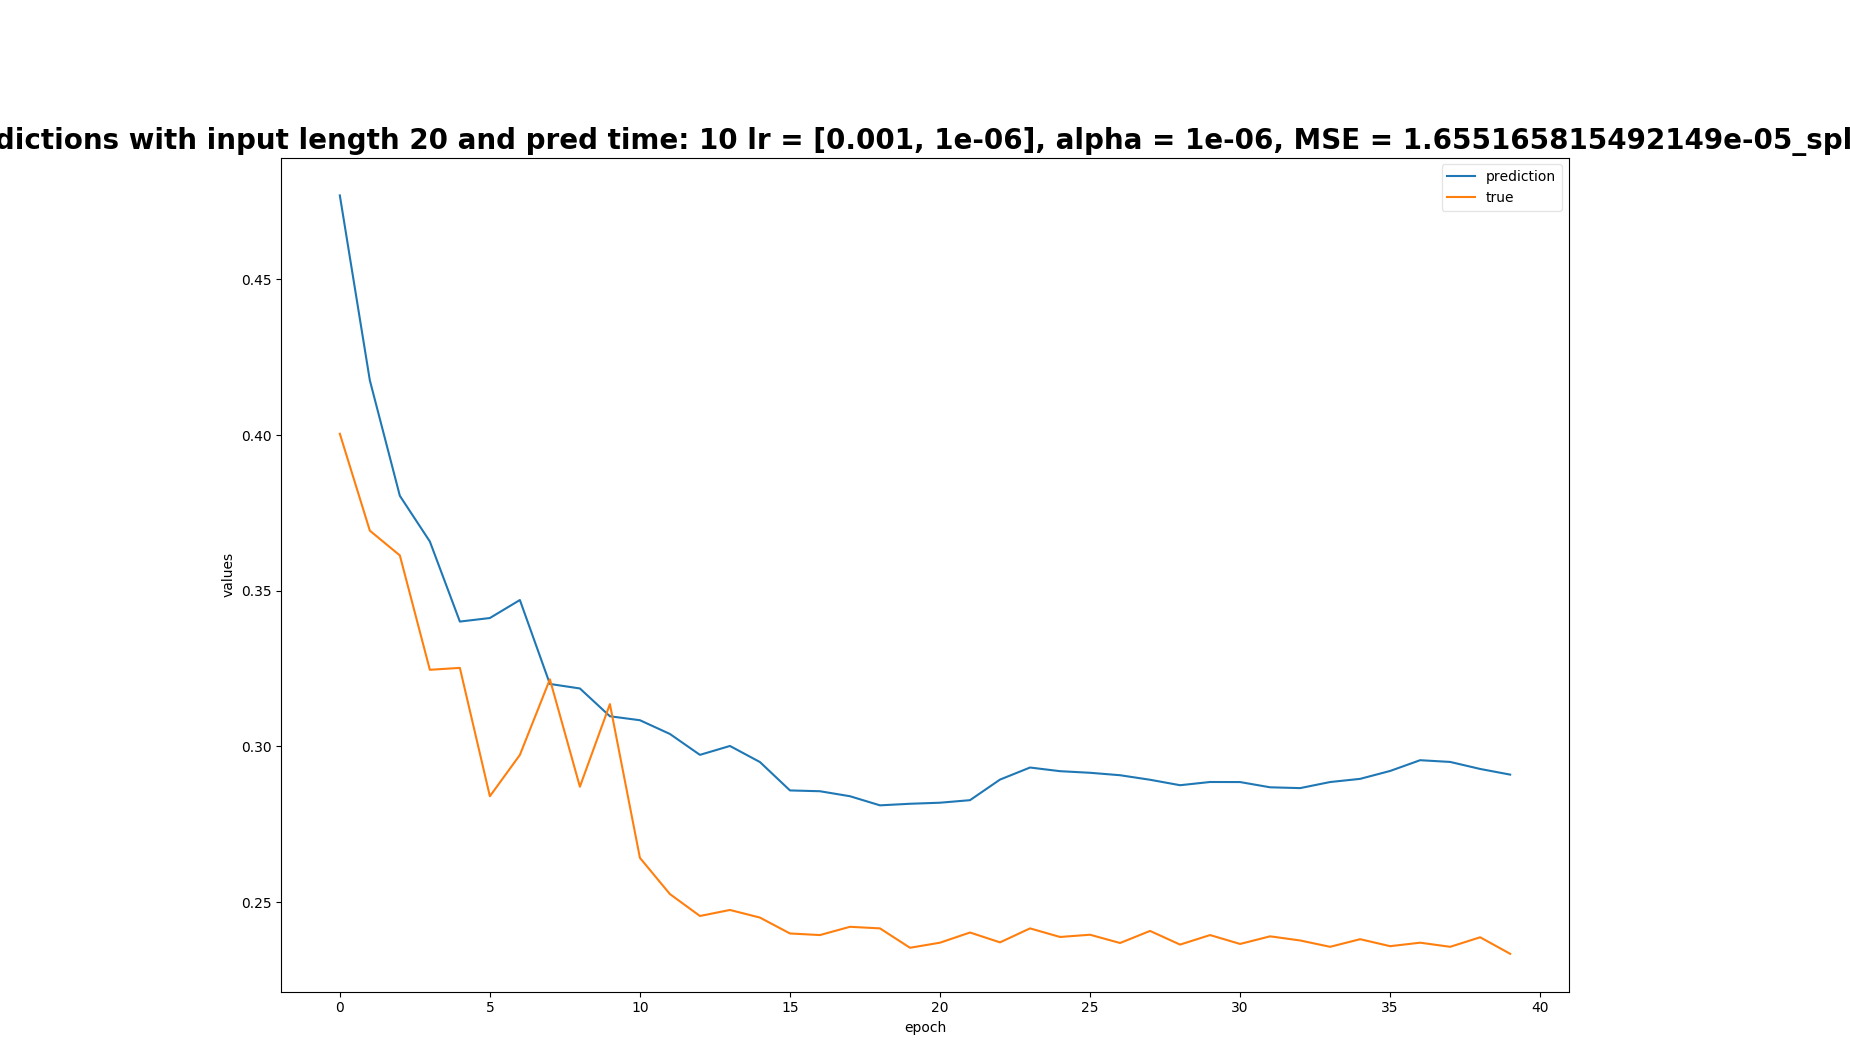 dictions with input length 20 and pred time: 10 lr = [0.001, 1e-06], alpha = 1e-06, MSE = 1.655165815492149e-05_spl
prediction
true
0.45
0.40
0.35
0.30
0.25
values
0 5 10 15 20 25 30 35 40
epoch